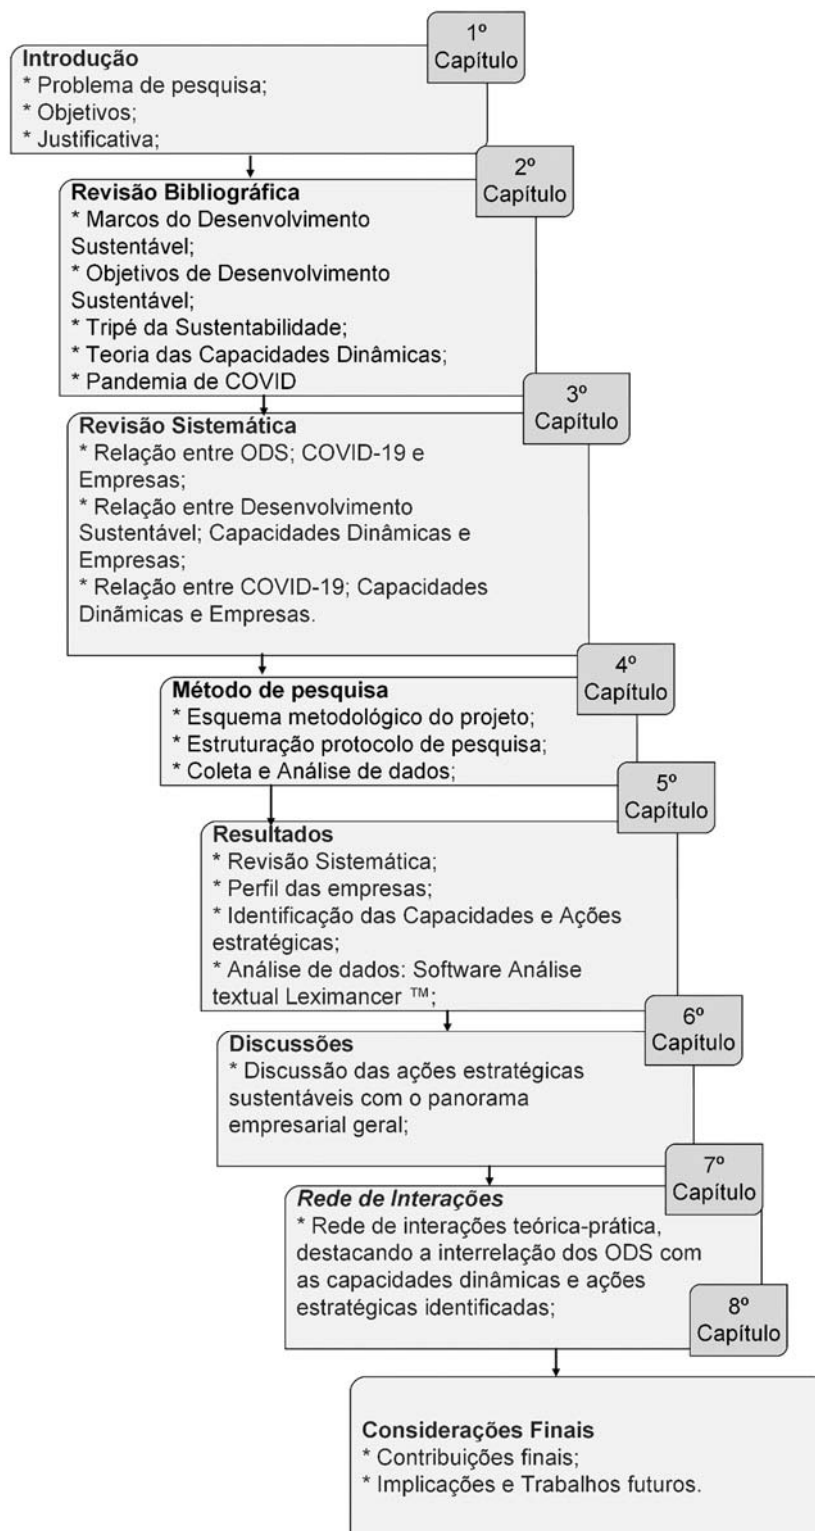 1º
Capítulo
Introdução
* Problema de pesquisa;
* Objetivos;
* Justificativa;
2º
Capítulo
Revisão Bibliográfica
* Marcos do Desenvolvimento
Sustentável;
* Objetivos de Desenvolvimento
Sustentável;
* Tripé da Sustentabilidade;
* Teoria das Capacidades Dinâmicas;
* Pandemia de COVID
3º
Capítulo
Revisão Sistemática
* Relação entre ODS; COVID-19 e
Empresas;
* Relação entre Desenvolvimento
Sustentável; Capacidades Dinâmicas e
Empresas;
* Relação entre COVID-19; Capacidades
Dinãmicas e Empresas.
4º
Capítulo
Método de pesquisa
* Esquema metodológico do projeto;
* Estruturação protocolo de pesquisa;
* Coleta e Análise de dados;
5º
Capítulo
Resultados
* Revisão Sistemática;
* Perfil das empresas;
* Identificação das Capacidades e Ações
estratégicas;
* Análise de dados: Software Análise
textual Leximancer ™;
6º
Capítulo
Discussões
* Discussão das ações estratégicas
sustentáveis com o panorama
empresarial geral;
7º
Capítulo
Rede de Interações
* Rede de interações teórica-prática,
destacando a interrelação dos ODS com
as capacidades dinâmicas e ações
estratégicas identificadas;
8º
Capítulo
Considerações Finais
* Contribuições finais;
* Implicações e Trabalhos futuros.